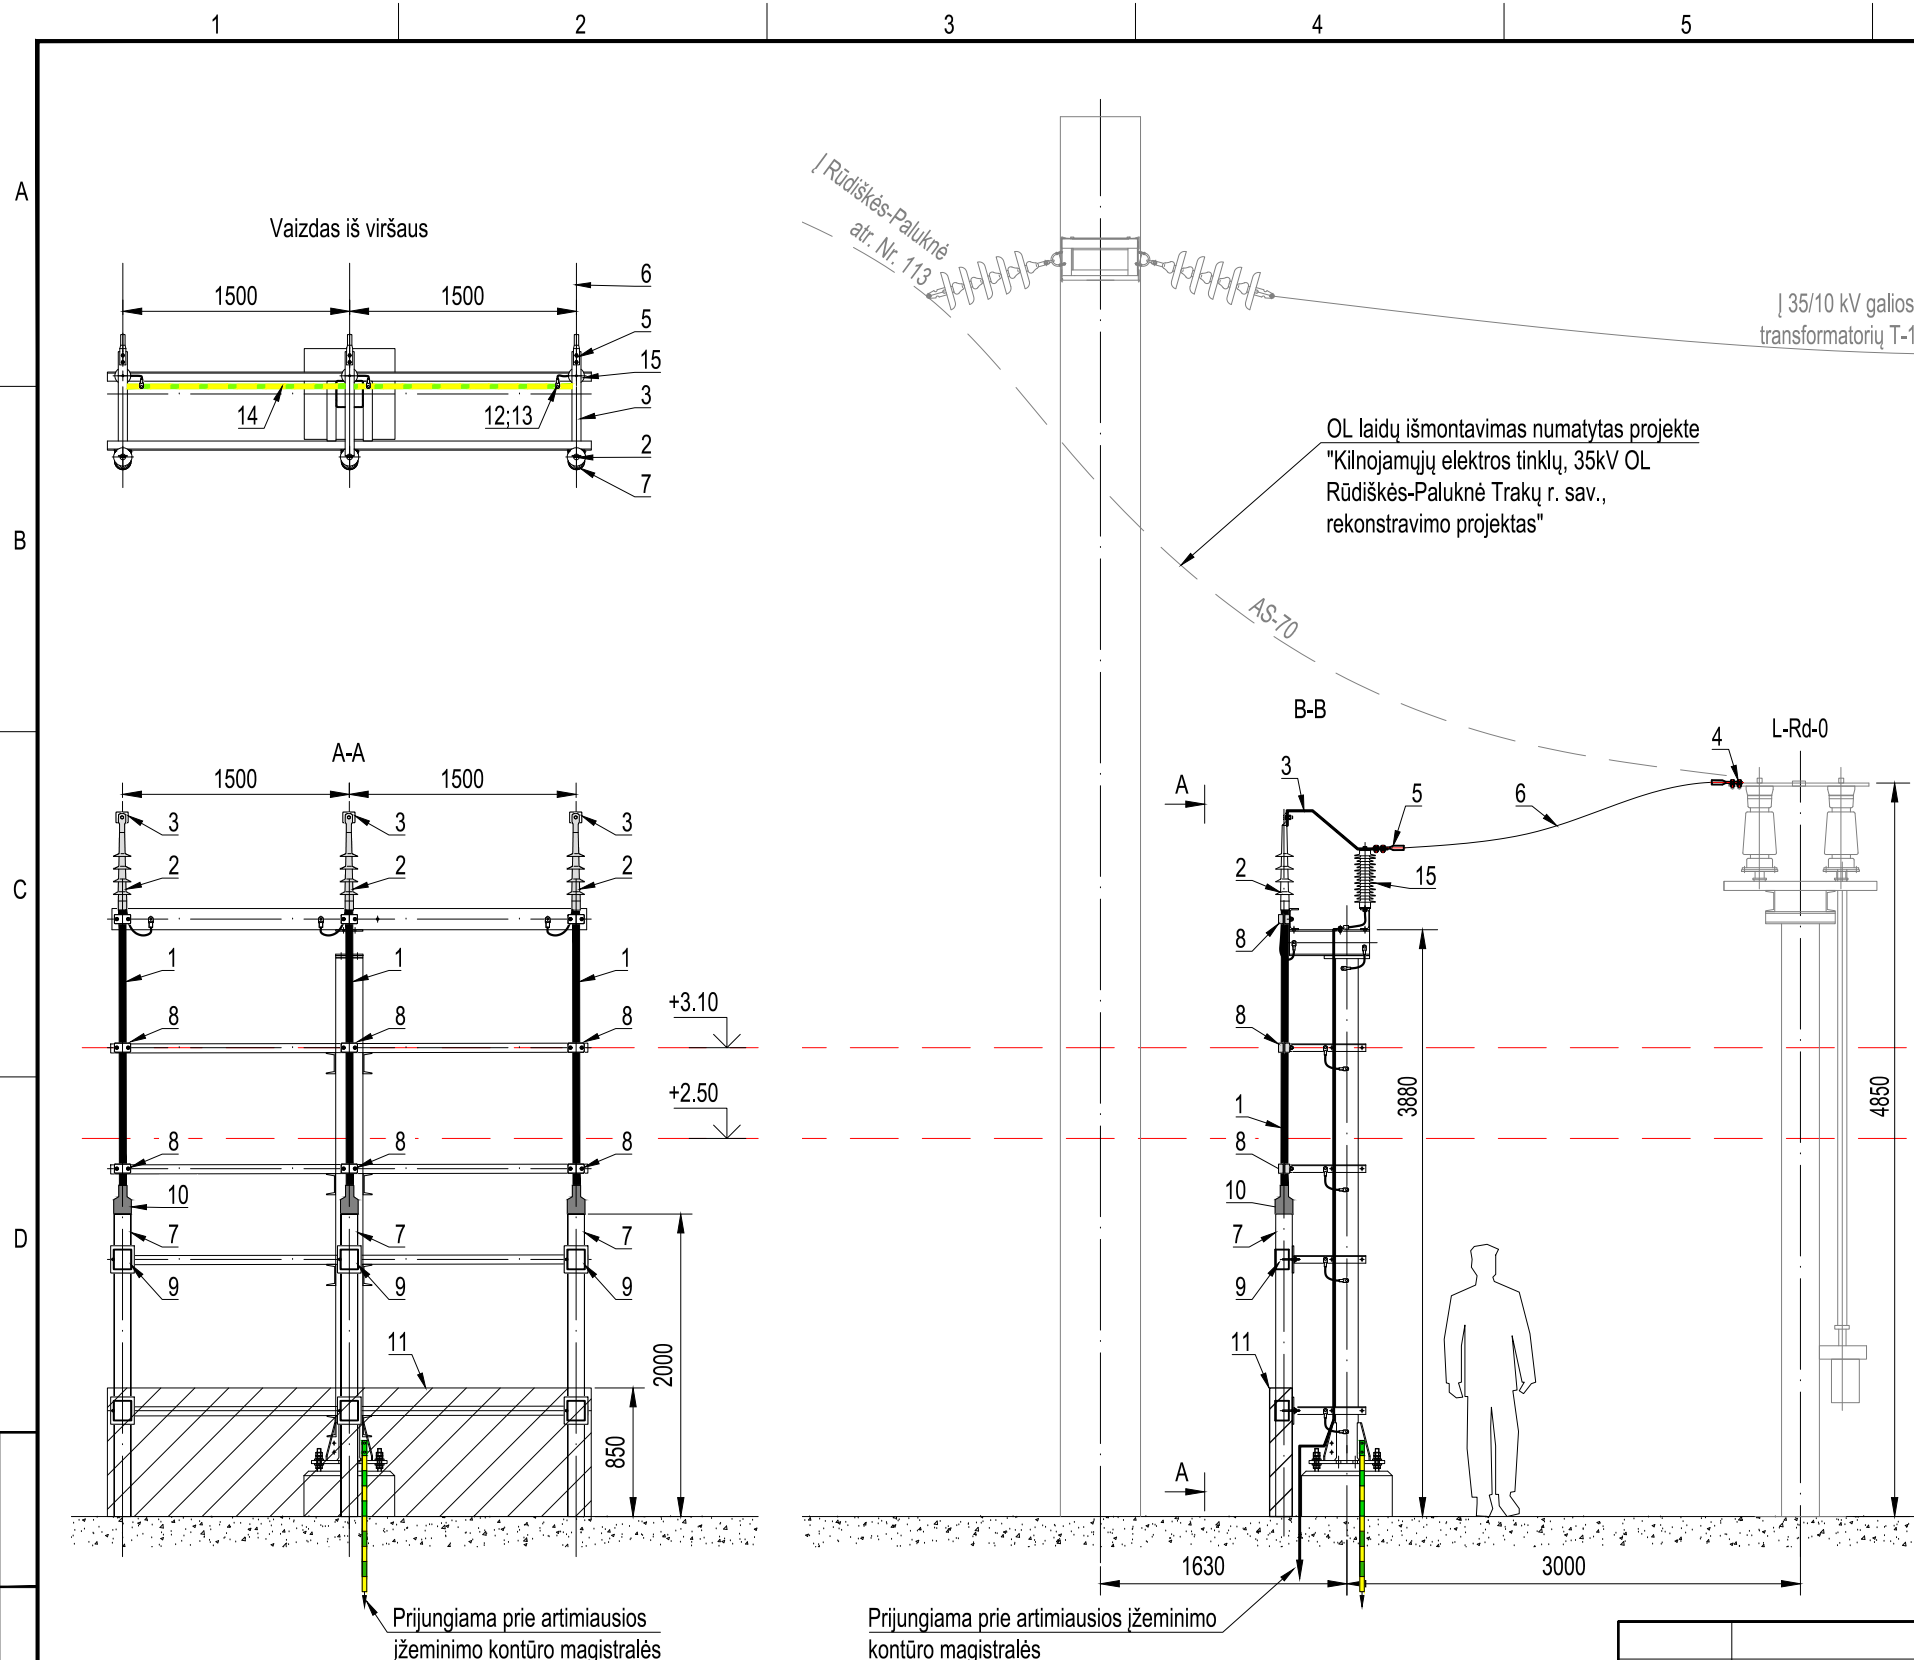 1
2
3
4
5
A
B
C
D
Vaizdas iš viršaus
1500
1500
6
5
15
3
2
7
14
12;13
Į Rūdiškės-Paluknė
atr. Nr. 113
Į 35/10 kV galios
transformatorių T-1
OL laidų išmontavimas numatytas projekte
"Kilnojamųjų elektros tinklų, 35kV OL
Rūdiškės-Paluknė Trakų r. sav.,
rekonstravimo projektas"
AS-70
A-A
1500
1500
3
3
3
2
2
2
1
1
1
8
8
8
8
8
8
10
7
7
7
9
9
9
11
2000
850
+3.10
+2.50
B-B
L-Rd-0
A
3
5
6
4
2
15
8
8
1
8
10
7
9
11
3880
4850
A
1630
3000
Prijungiama prie artimiausios
įžeminimo kontūro magistralės
Prijungiama prie artimiausios įžeminimo
kontūro magistralės